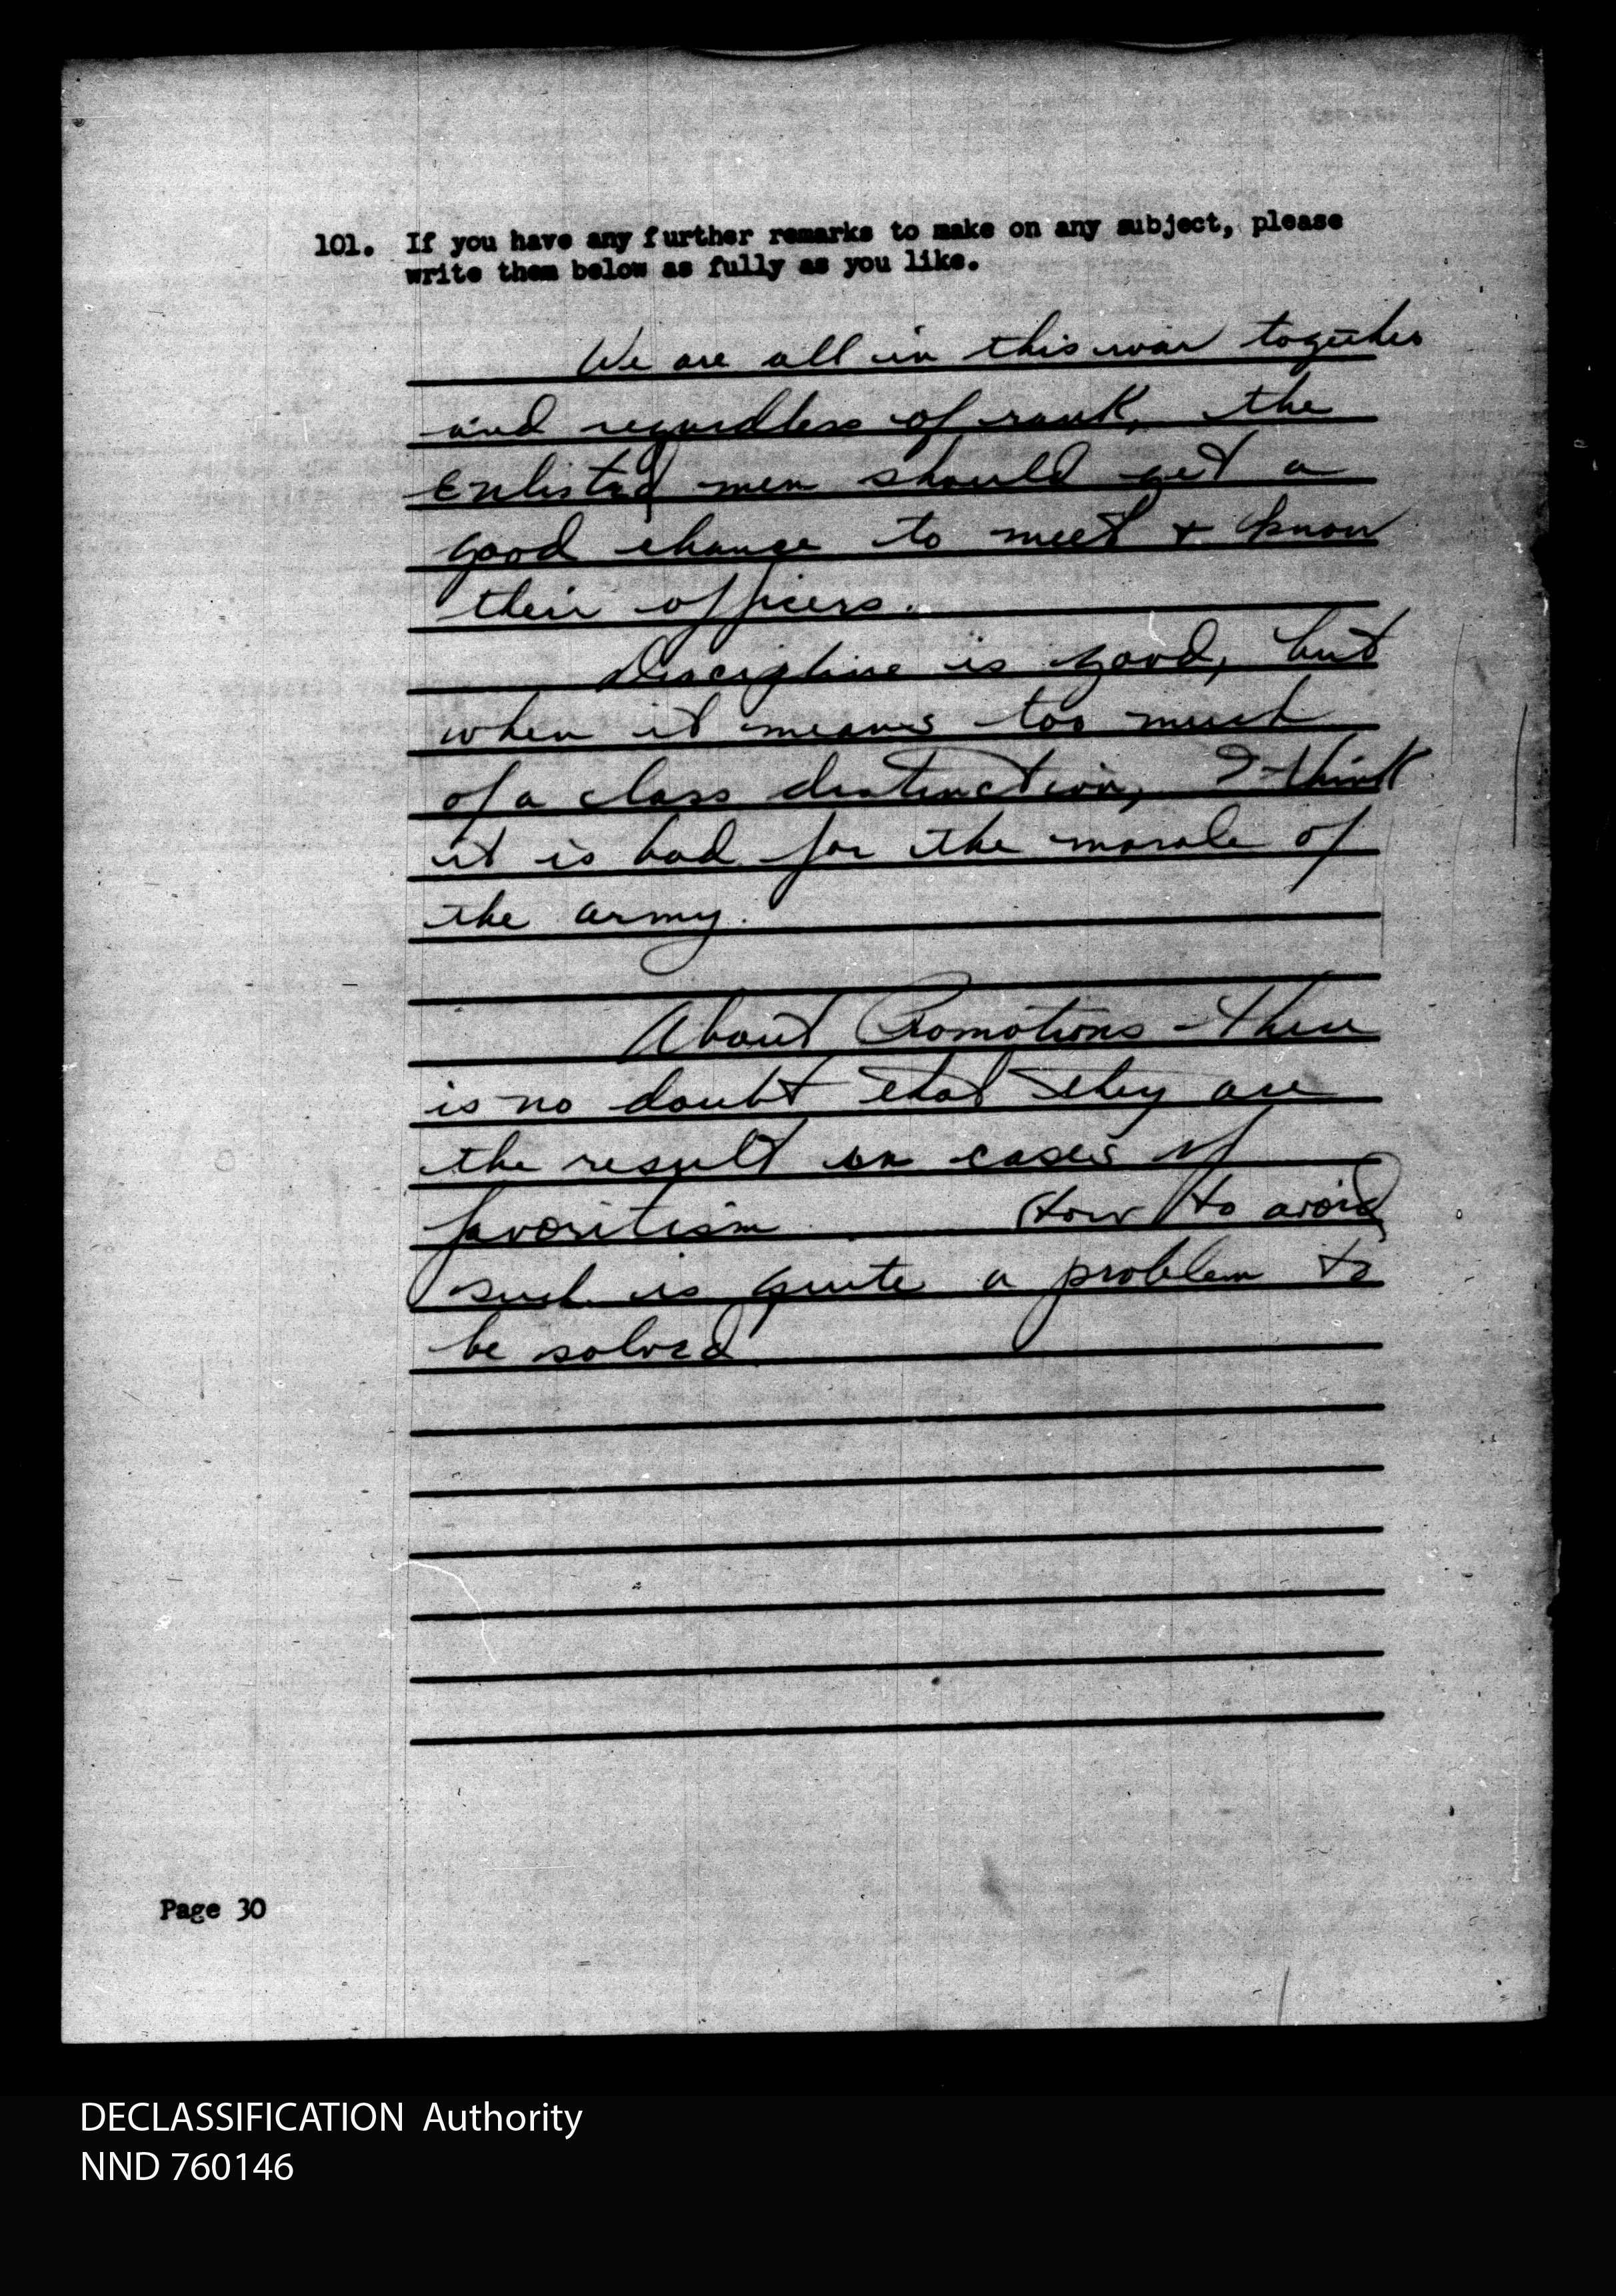 101. If you have any further remarks to make on any subject, please
write them below as fully as you like.
We are all in this war together
and regardless of rank, the
Enlisted men should get a
good chance to meet & know
their officers.
Discipline is good, but
when it means too much
of a class distinction, I think
it is bad for the morale of
the army.
About Promotions - there
is no doubt that they are
the result in cases of
favoritism. How to avoid
such is quite a problem to
be solved
Page 30
DECLASSIFICATION Authority
NND 760146